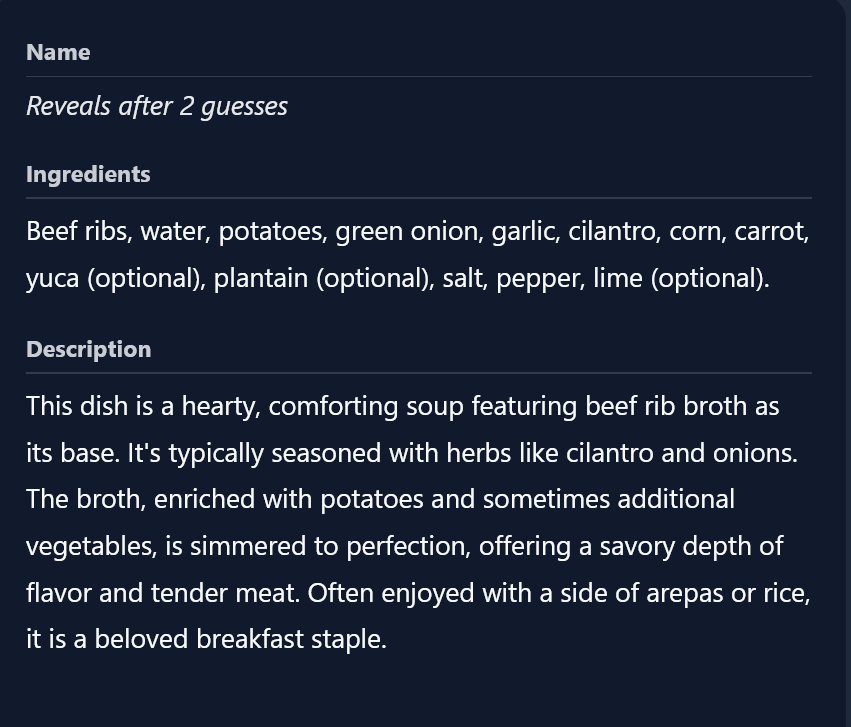 Name
Reveals after 2 guesses
Ingredients
Beef ribs, water, potatoes, green onion, garlic, cilantro, corn, carrot,
yuca (optional), plantain (optional), salt, pepper, lime (optional).
Description
This dish is a hearty, comforting soup featuring beef rib broth as
its base. It's typically seasoned with herbs like cilantro and onions.
The broth, enriched with potatoes and sometimes additional
vegetables, is simmered to perfection, offering a savory depth of
flavor and tender meat. Often enjoyed with a side of arepas or rice,
it is a beloved breakfast staple.